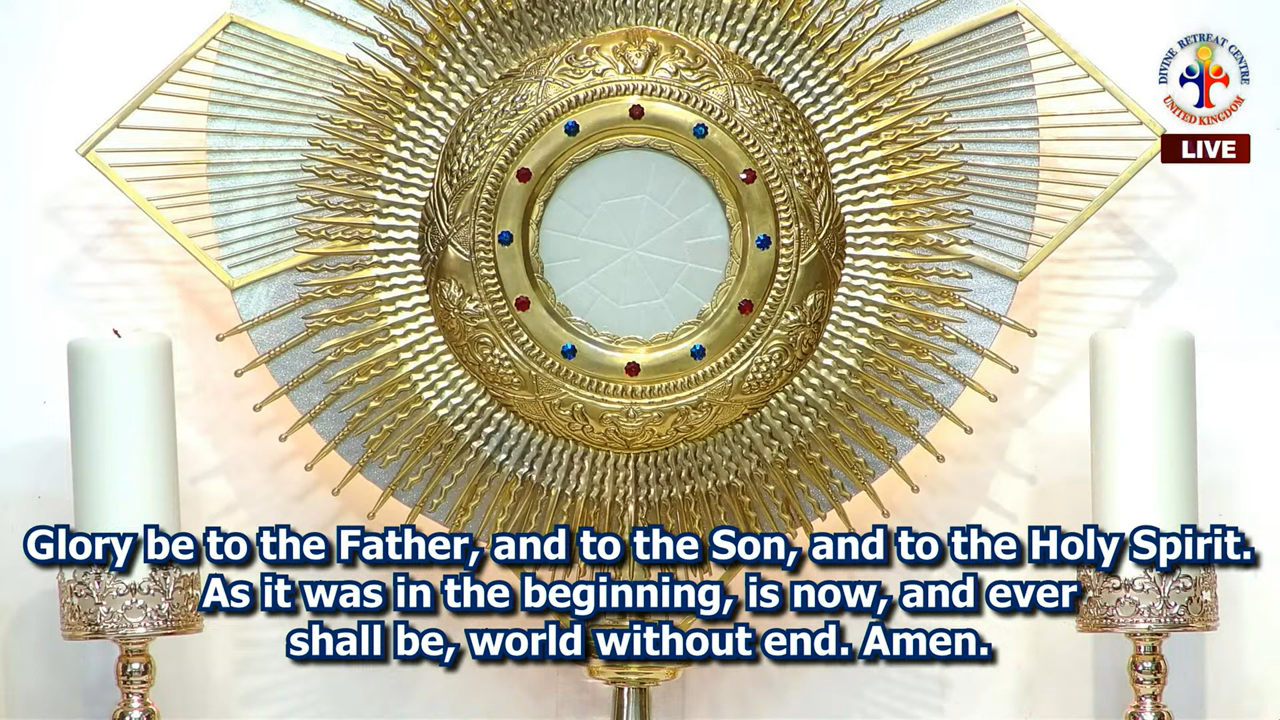 DIVINE RETREAT CENTRE
UNITED KINGDOM
LIVE
Glory be to the Father, and to the Son, and to the Holy Spirit.
As it was in the beginning, is now, and ever
shall be, world without end. Amen.